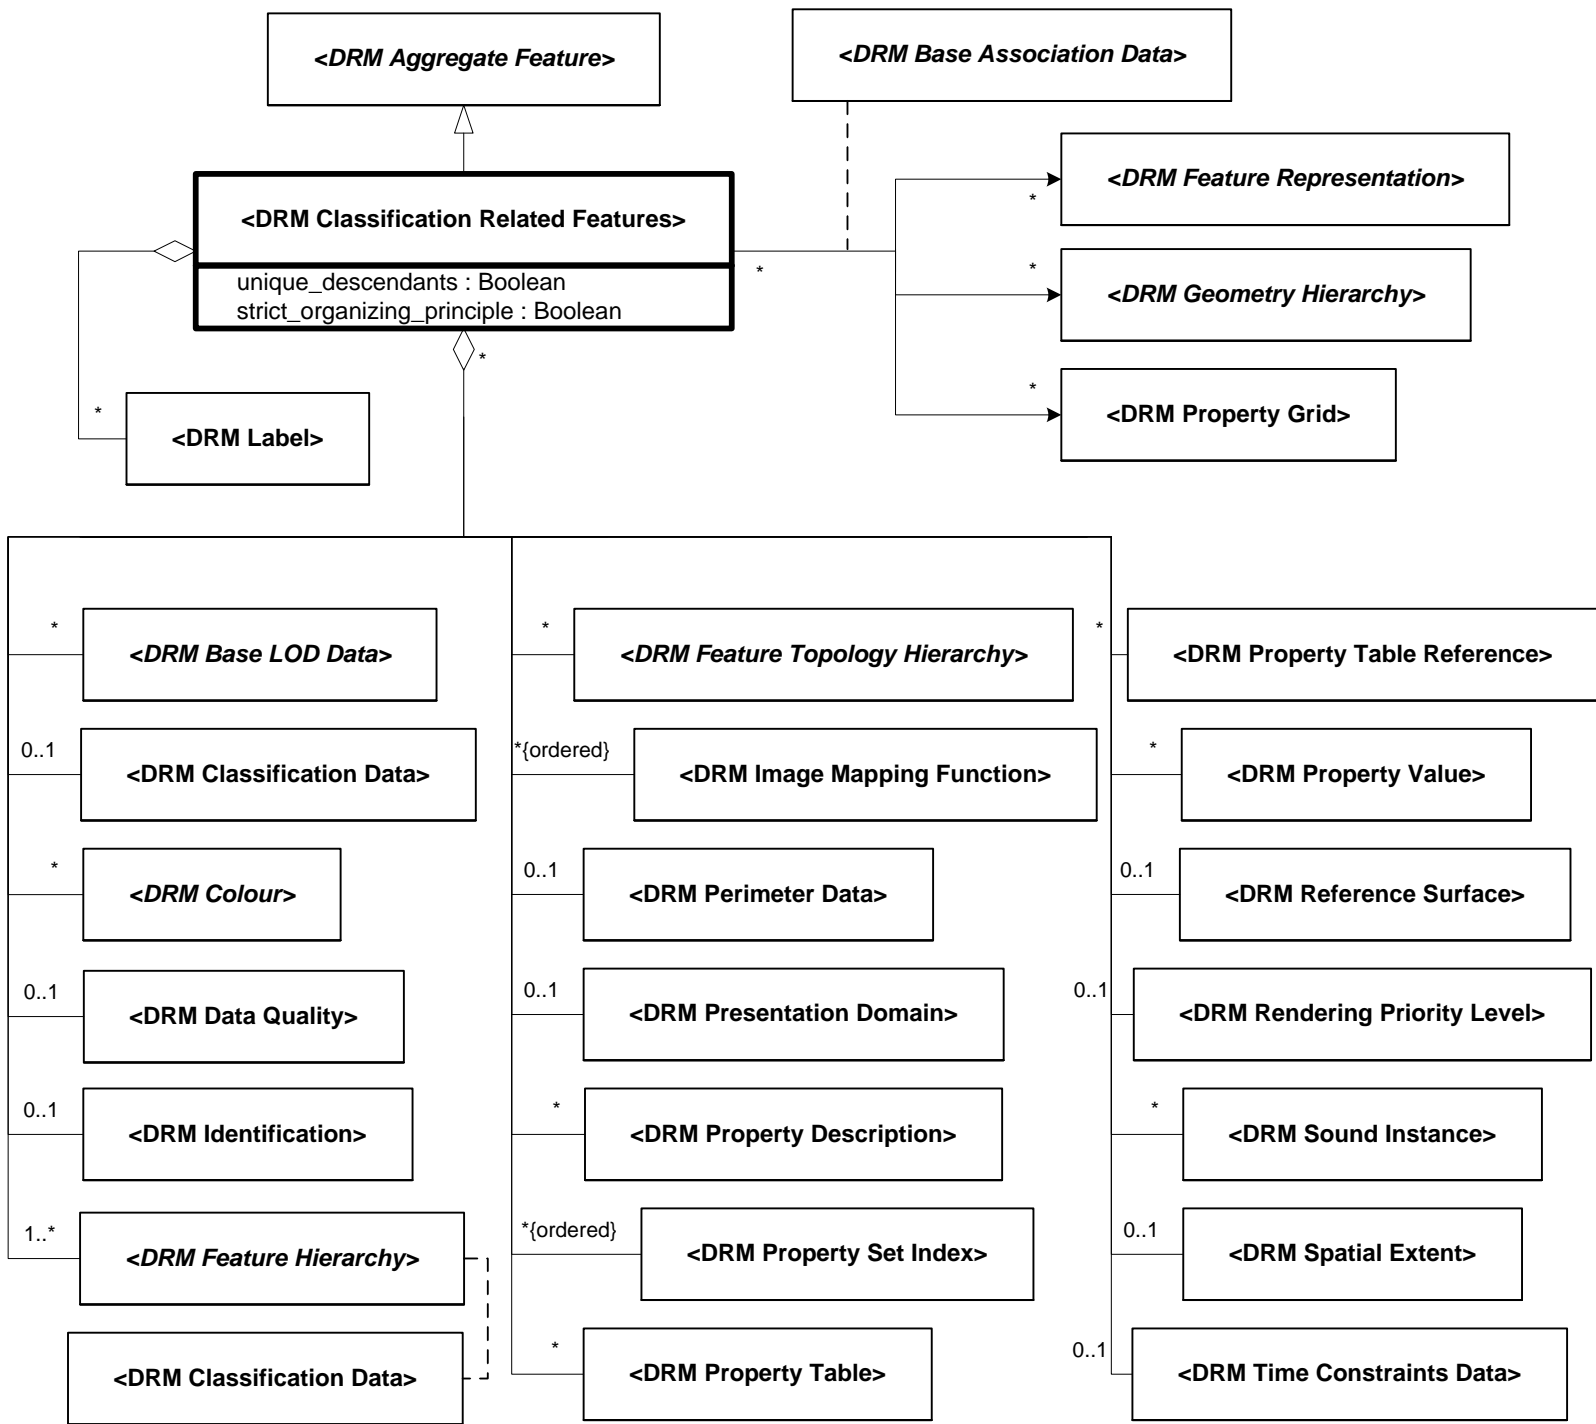 <DRM Aggregate Feature>
<DRM Base Association Data>
<DRM Classification Related Features>
unique_descendants : Boolean
strict_organizing_principle : Boolean
*
*
<DRM Feature Representation>
*
<DRM Geometry Hierarchy>
*
<DRM Property Grid>
*
*
<DRM Label>
*
<DRM Base LOD Data>
0..1
<DRM Classification Data>
*
<DRM Colour>
0..1
<DRM Data Quality>
0..1
<DRM Identification>
1..*
<DRM Feature Hierarchy>
<DRM Classification Data>
*
<DRM Feature Topology Hierarchy>
*{ordered}
<DRM Image Mapping Function>
0..1
<DRM Perimeter Data>
0..1
<DRM Presentation Domain>
*
<DRM Property Description>
*{ordered}
<DRM Property Set Index>
*
<DRM Property Table>
*
<DRM Property Table Reference>
*
<DRM Property Value>
0..1
<DRM Reference Surface>
0..1
<DRM Rendering Priority Level>
*
<DRM Sound Instance>
0..1
<DRM Spatial Extent>
0..1
<DRM Time Constraints Data>